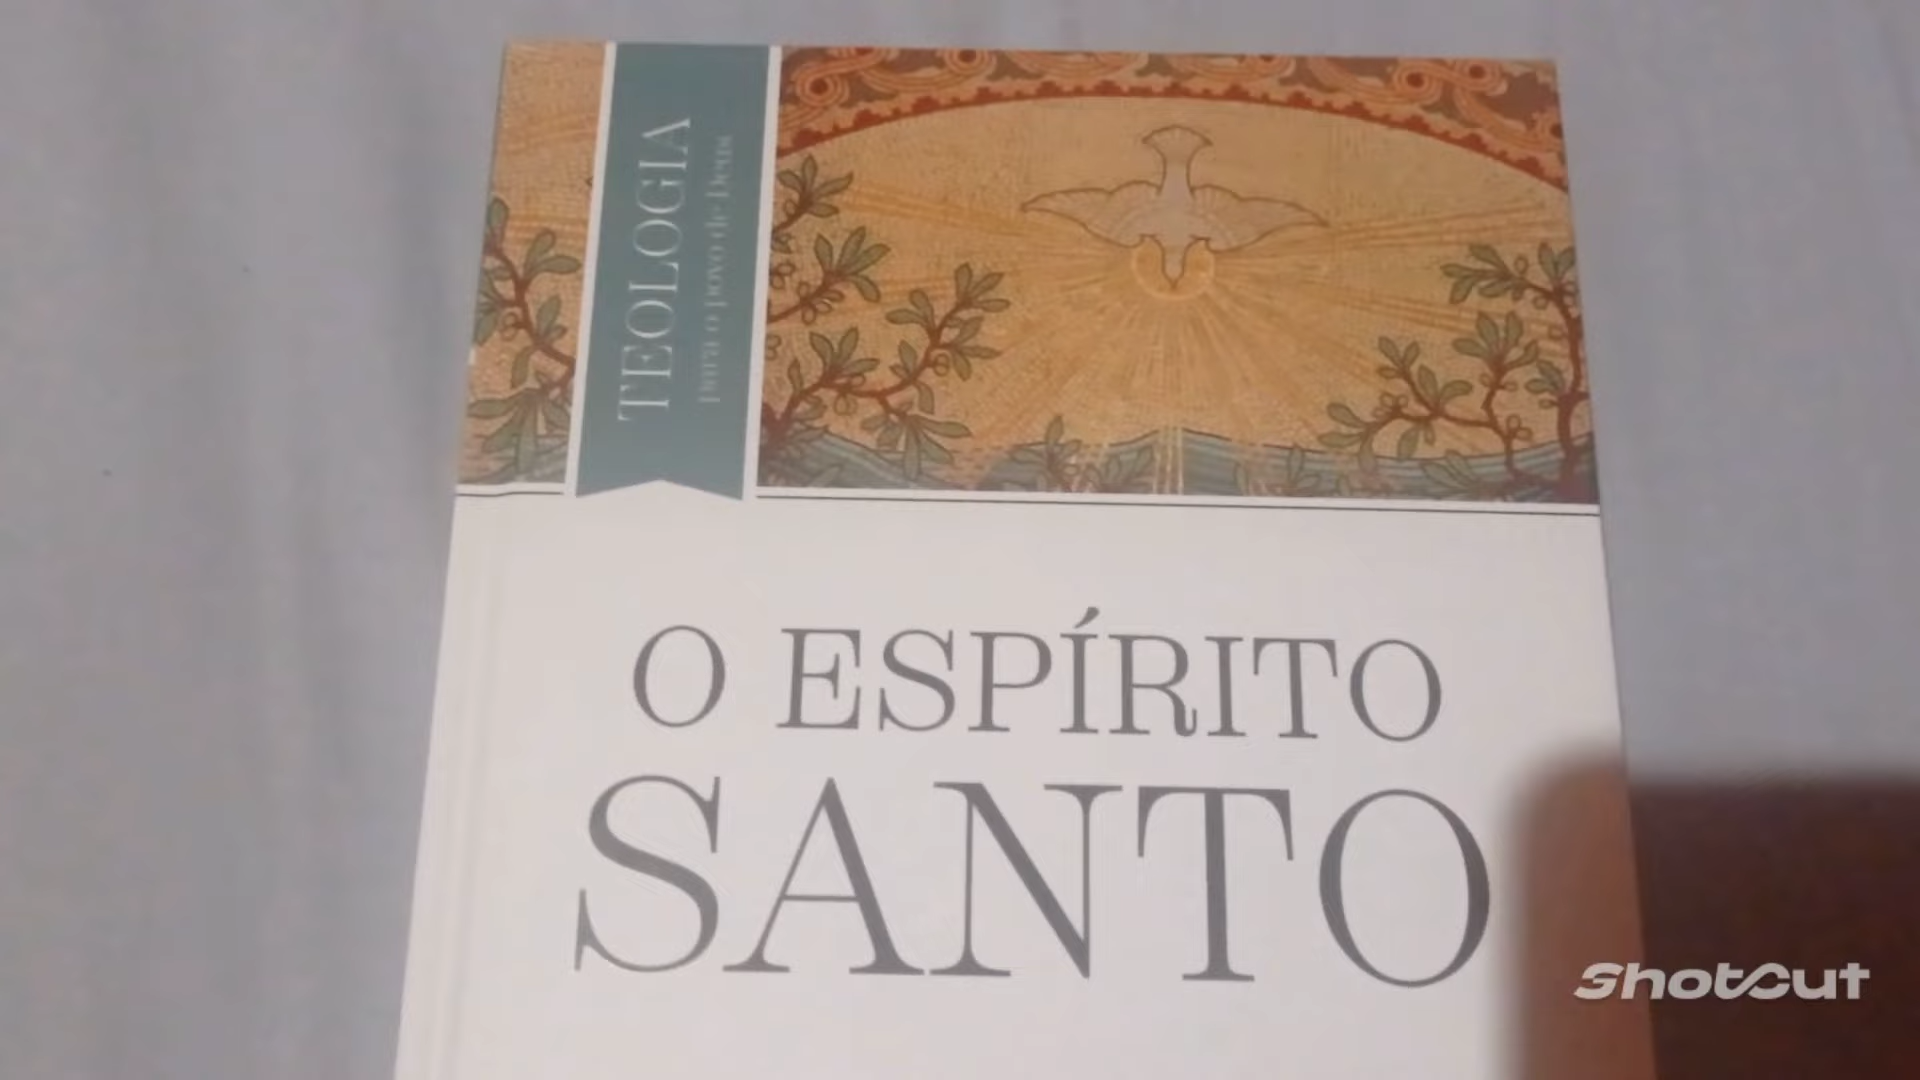 TEOLOGIA
para o povo de Deus
O ESPÍRITO
SANTO
ShotCut